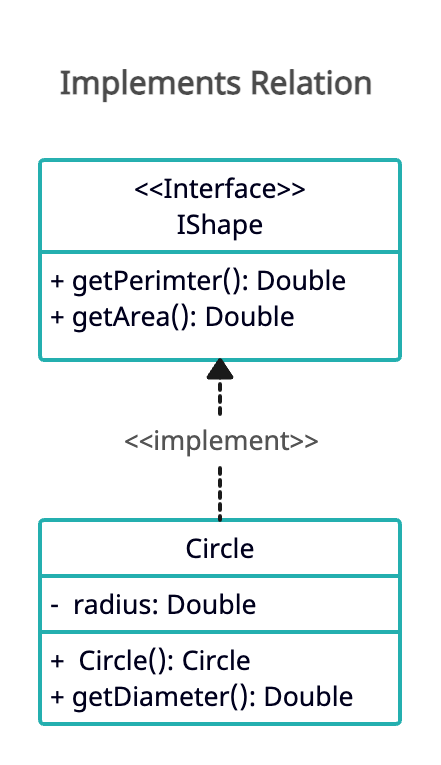 Implements Relation
<<Interface>>
IShape
+ getPerimter(): Double
+ getArea(): Double
<<implement>>
Circle
-  radius: Double
+  Circle(): Circle
+ getDiameter(): Double